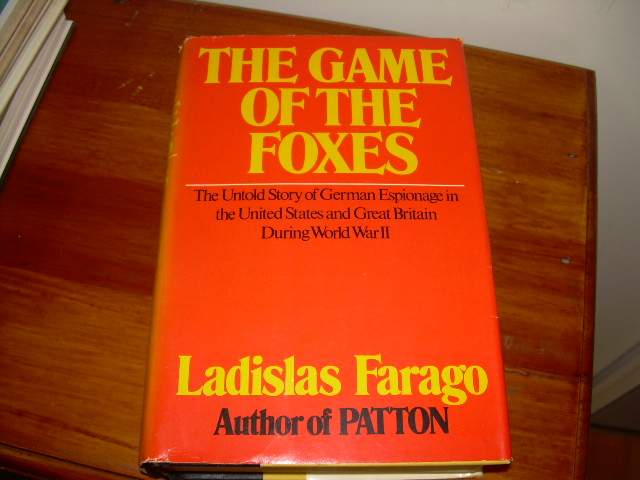 THE GAME
OF THE
FOXES
The Untold Story of German Espionage in
the United States and Great Britain
During World War II
Ladislas Farago
Author of PATTON